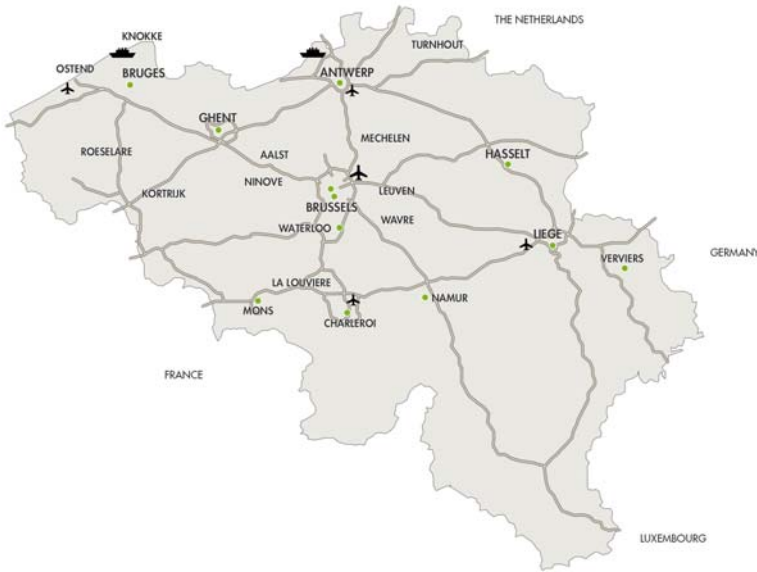 THE NETHERLANDS
KNOKKE
TURNHOUT
OSTEND
BRUGES
ANTWERP
GHENT
MECHELEN
ROESELARE
AALST
HASSELT
NINOVE
LEUVEN
KORTRIJK
BRUSSELS
WAVRE
WATERLOO
LIEGE
GERMANY
VERVIERS
LA LOUVIERE
NAMUR
MONS
CHARLEROI
FRANCE
LUXEMBOURG